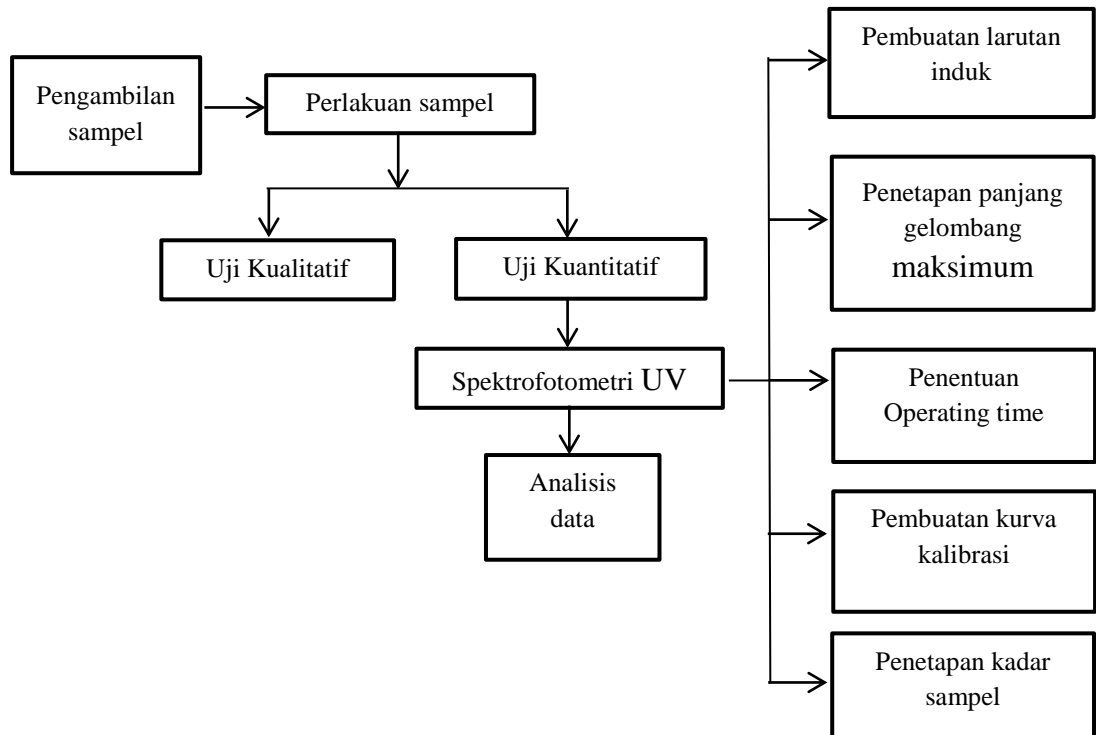 Pengambilan
sampel
Perlakuan sampel
Uji Kualitatif
Uji Kuantitatif
Spektrofotometri UV
Analisis
data
Pembuatan larutan
induk
Penetapan panjang
gelombang
maksimum
Penentuan
Operating time
Pembuatan kurva
kalibrasi
Penetapan kadar
sampel